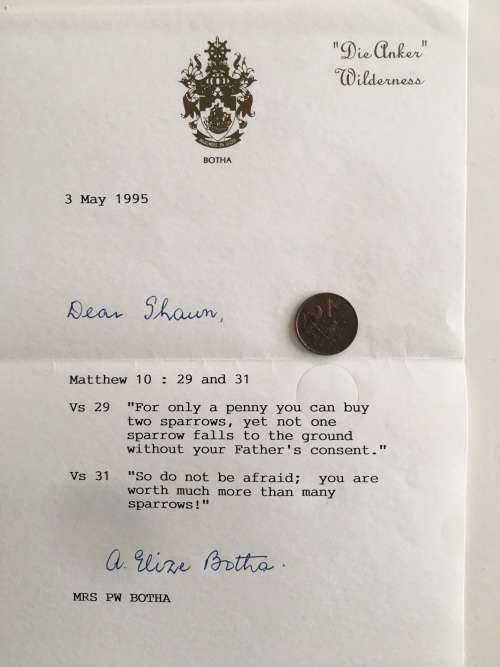 "Die Anker"
Wilderness
BOTHA
3 May 1995
Dear Shaun,
Matthew 10 : 29 and 31
Vs 29 "For only a penny you can buy
two sparrows, yet not one
sparrow falls to the ground
without your Father's consent."
Vs 31 "So do not be afraid; you are
worth much more than many
sparrows!"
A. Elize Botha.
MRS PW BOTHA